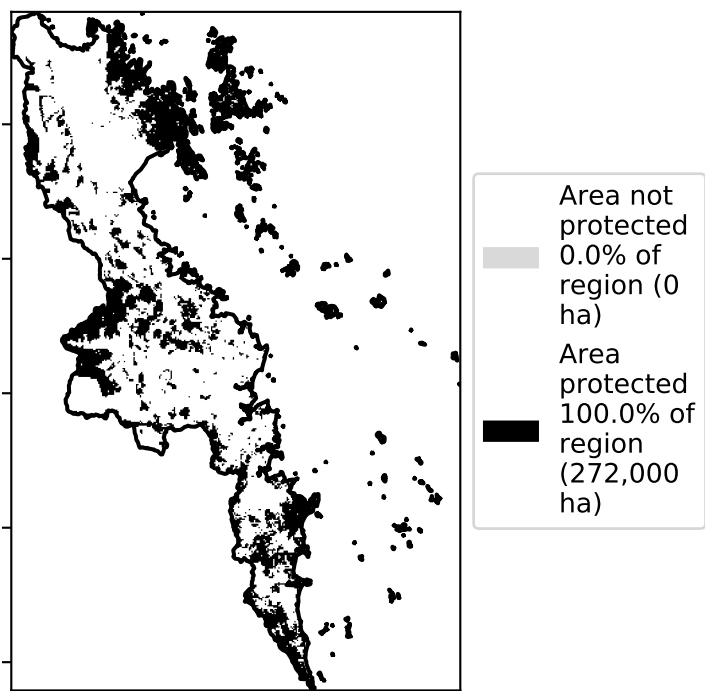 Area not
protected
0.0% of
region (0
ha)
Area
protected
100.0% of
region
(272,000
ha)